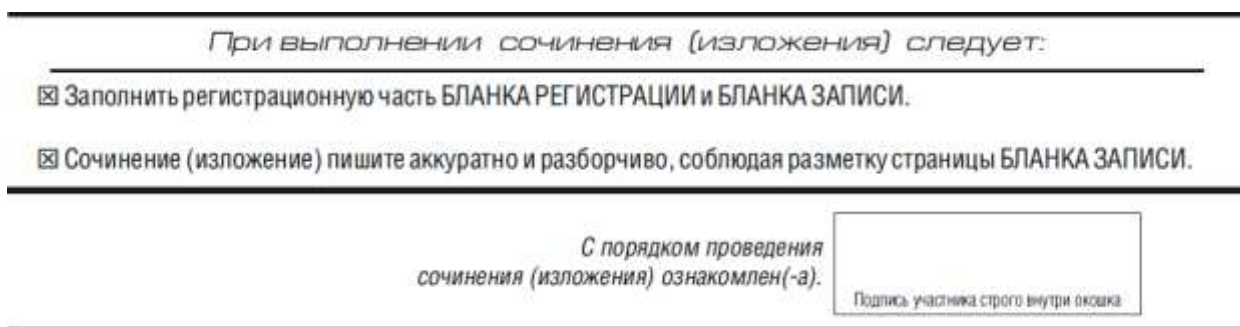 При выполнении сочинения (изложения) следует:
☒ Заполнить регистрационную часть БЛАНКА РЕГИСТРАЦИИ и БЛАНКА ЗАПИСИ.
☒ Сочинение (изложение) пишите аккуратно и разборчиво, соблюдая разметку страницы БЛАНКА ЗАПИСИ.
С порядком проведения
сочинения (изложения) ознакомлен(-а).
Подпись участника строго внутри окошка